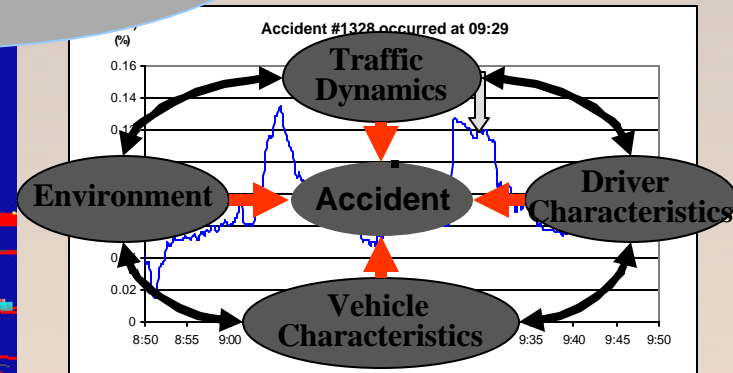 Accident #1328 occurred at 09:29
(%)
0.16
0.14
0.02
0
Traffic
Dynamics
Environment
Accident
Driver
Characteristics
Vehicle
Characteristics
8:50 8:55 9:00 9:35 9:40 9:45 9:50